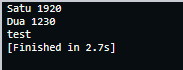 Satu 1920
Dua 1230
test
[Finished in 2.7s]